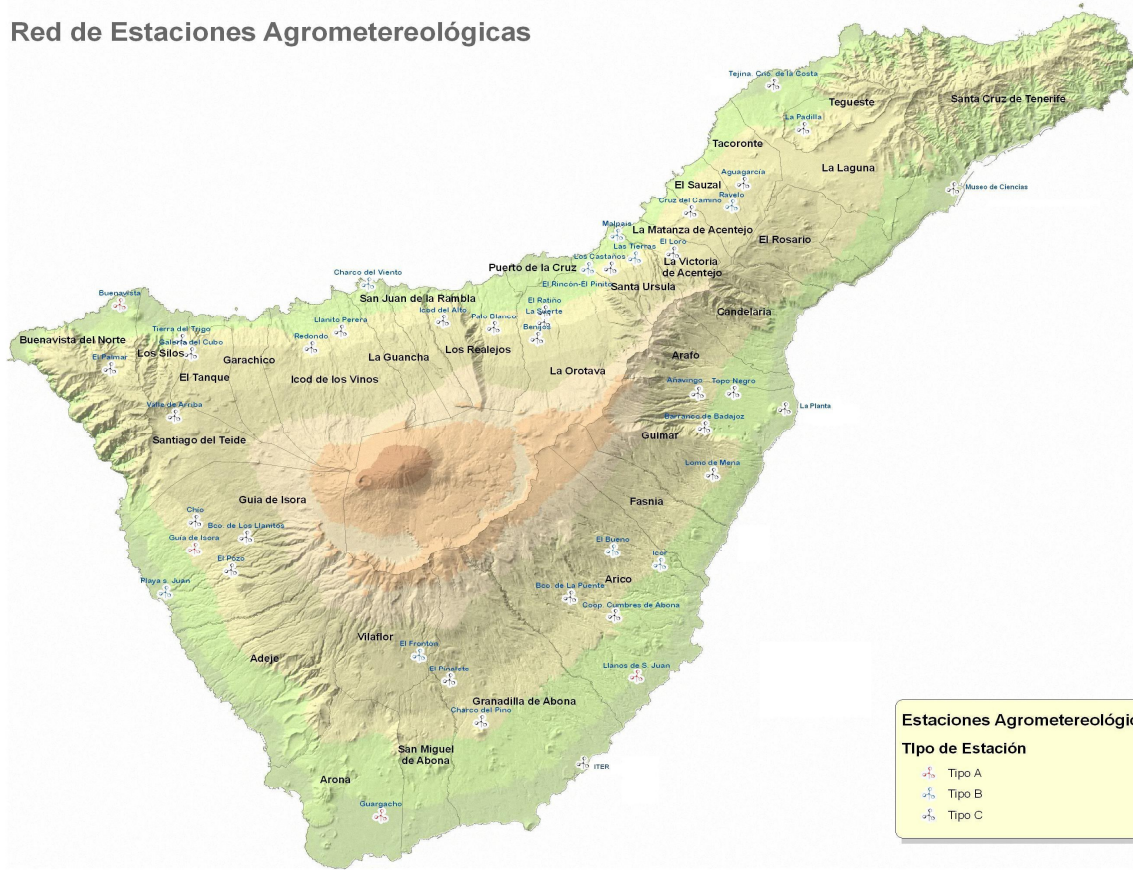 Red de Estaciones Agrometereológicas
Tejina. Crló. de la Costa
Tegueste
Santa Cruz de Tenerife
La Padilla
Tacoronte
La Laguna
Aguagarcía
El Sauzal
Museo de Ciencias
Ravelo
Cruz del Camino
Malpais
La Matanza de Acentejo
El Rosario
El Loro
Las Tierras
Los Castaños
La Victoria
de Acentejo
Puerto de la Cruz
Charco del Viento
El Rincón-El Pinito
Santa Ursula
Buenavista
San Juan de la Rambla
El Ratiño
Icod del Alto
La Suerte
Candelaria
Llanito Perera
Palo Blanco
Tierra del Trigo
Benijos
Buenavista del Norte
Redondo
Galería del Cubo
Los Silos
El Palmar
Garachico
La Guancha
Los Realejos
Arafo
El Tanque
Icod de los Vinos
La Orotava
Añavingo
Topo Negro
Valle de Arriba
La Planta
Barranco de Badajoz
Santiago del Teide
Guimar
Lomo de Mena
Guia de Isora
Fasnia
Chío
Bco. de Los Llanitos
Guía de Isora
El Bueno
El Pozo
Icor
Playa s. Juan
Arico
Bco. de La Puente
Coop. Cumbres de Abona
Vilaflor
El Frontón
Adeje
Llanos de S. Juan
El Pinalete
Granadilla de Abona
Charco del Pino
San Miguel
de Abona
ITER
Arona
Guargacho
Estaciones Agrometereológic
TIpo de Estación
Tipo A
Tipo B
Tipo C